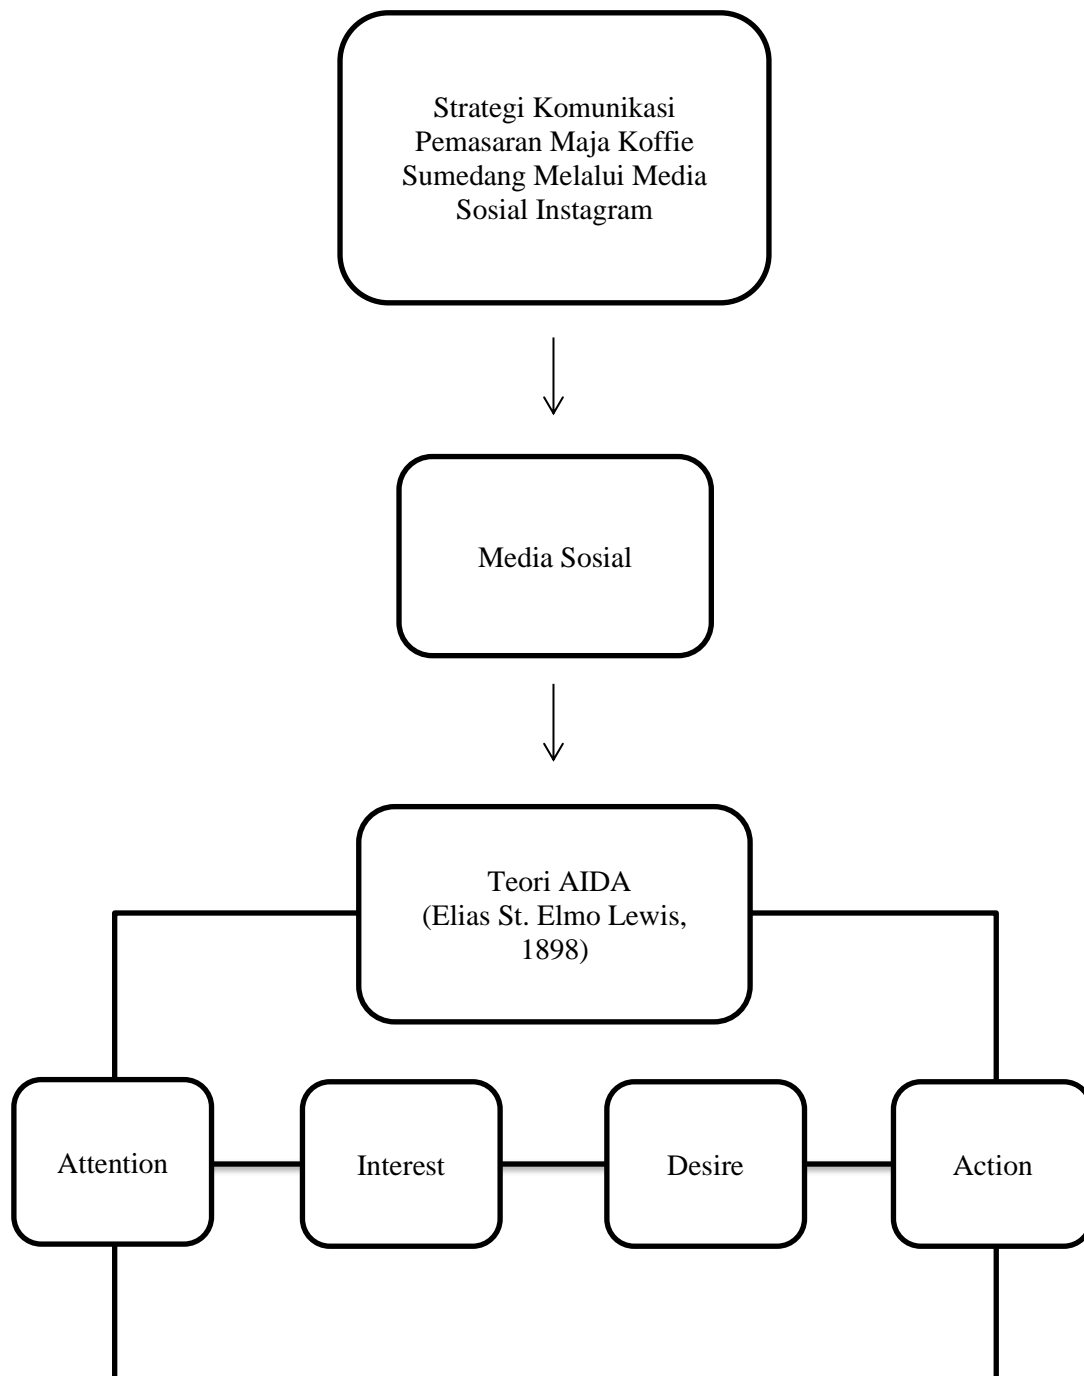 Strategi Komunikasi
Pemasaran Maja Koffie
Sumedang Melalui Media
Sosial Instagram
Media Sosial
Teori AIDA
(Elias St. Elmo Lewis,
1898)
Attention
Interest
Desire
Action